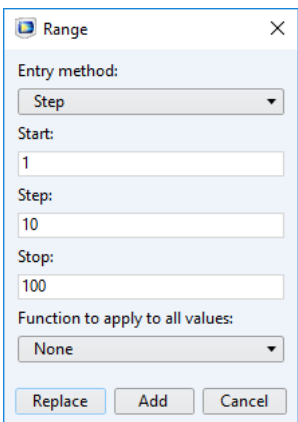 Range
Entry method:
Step
Start:
1
Step:
10
Stop:
100
Function to apply to all values:
None
Replace Add Cancel